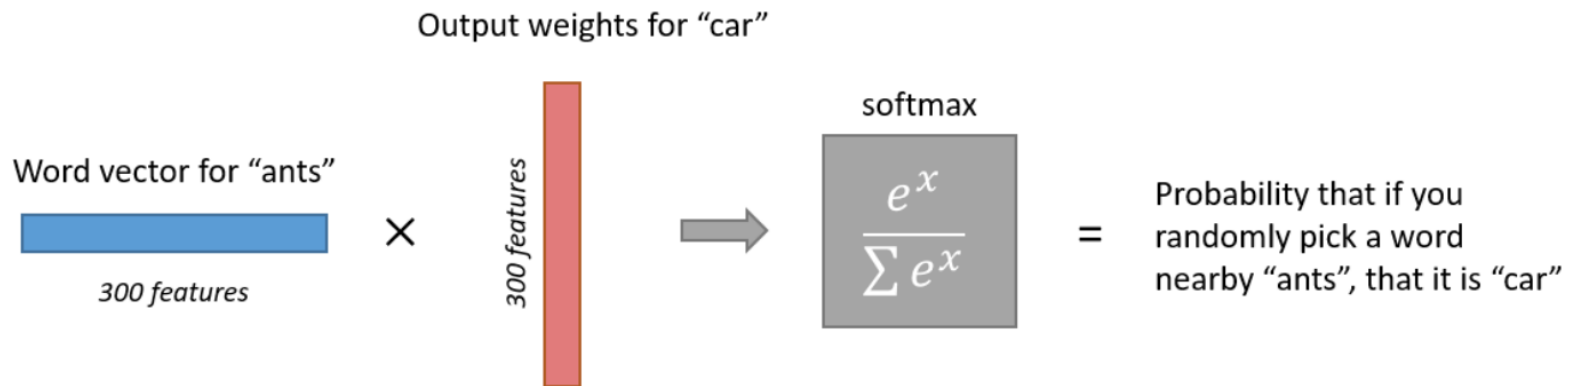 Output weights for “car”
softmax
Word vector for “ants”
300 features
×
300 features
e^x
∑ e^x
=
Probability that if you
randomly pick a word
nearby “ants”, that it is “car”